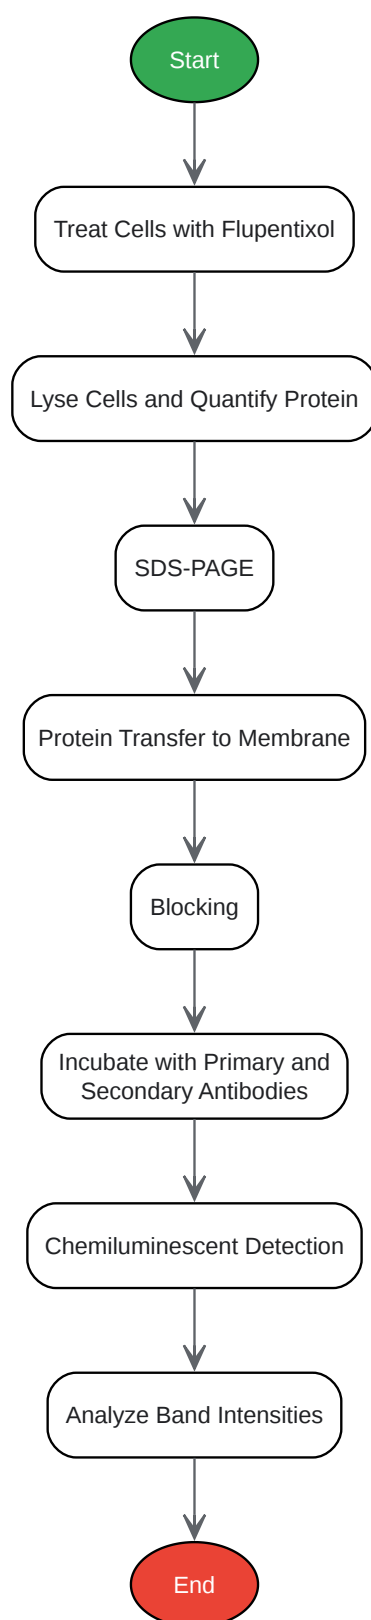 Start
Treat Cells with Flupentixol
Lyse Cells and Quantify Protein
SDS-PAGE
Protein Transfer to Membrane
Blocking
Incubate with Primary and
Secondary Antibodies
Chemiluminescent Detection
Analyze Band Intensities
End